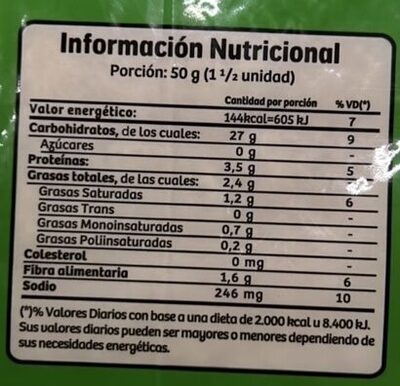 Información Nutricional
Porción: 50 g (1 1/2 unidad)
Cantidad por porción % VD(*)
Valor energético: 144kcal=605 kJ 7
Carbohidratos, de los cuales: 27 g 9
Azúcares 0 g -
Proteínas: 3,5 g 5
Grasas totales, de las cuales: 2,4 g
Grasas Saturadas 1,2 g 6
Grasas Trans 0 g -
Grasas Monoinsaturadas 0,7 g -
Grasas Poliinsaturadas 0,2 g -
Colesterol 0 mg -
Fibra alimentaria 1,6 g 6
Sodio 246 mg 10
(*)% Valores Diarios con base a una dieta de 2.000 kcal u 8.400 kJ.
Sus valores diarios pueden ser mayores o menores dependiendo de
sus necesidades energéticas.